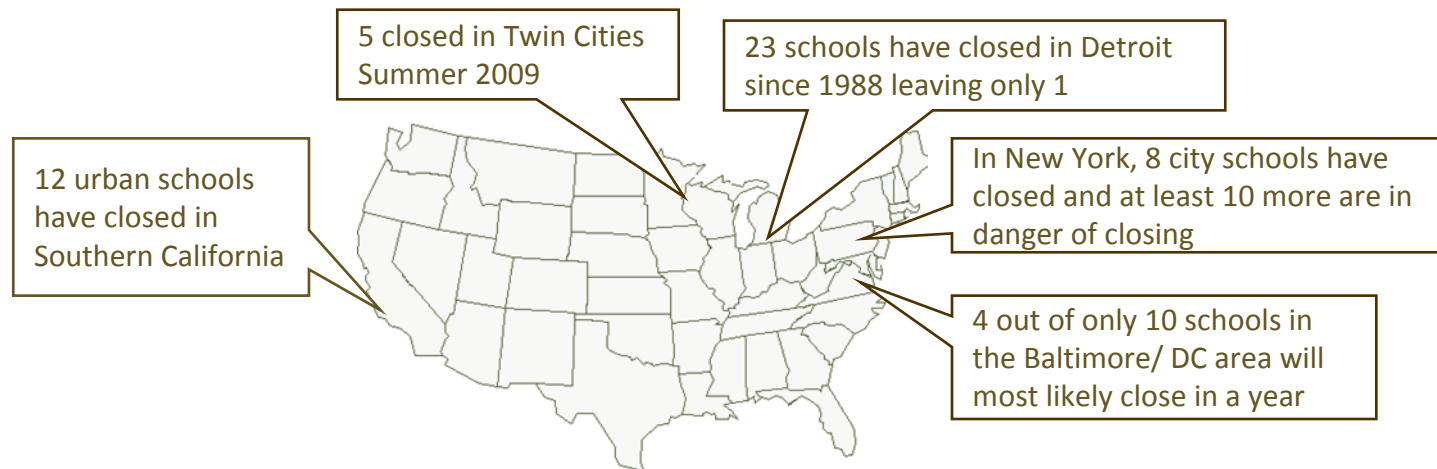 5 closed in Twin Cities
Summer 2009
23 schools have closed in Detroit
since 1988 leaving only 1
12 urban schools
have closed in
Southern California
In New York, 8 city schools have
closed and at least 10 more are in
danger of closing
4 out of only 10 schools in
the Baltimore/ DC area will
most likely close in a year